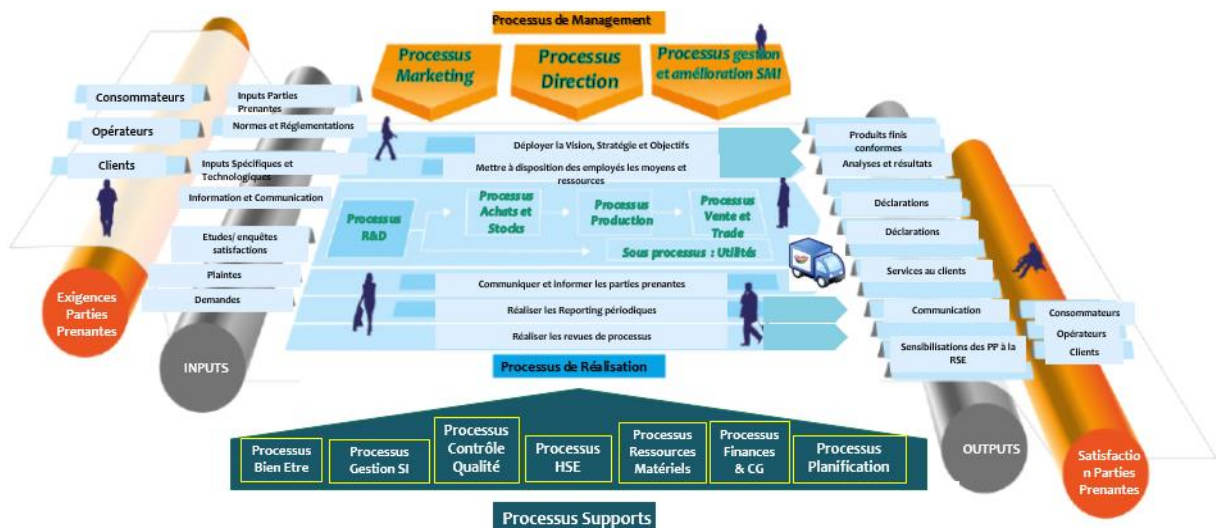 Processus de Management
Processus
Marketing
Processus
Direction
Processus gestion
et amélioration SMI
Consommateurs
Opérateurs
Clients
Inputs Parties
Prenantes
Normes et Réglementations
Inputs Spécifiques et
Technologiques
Information et Communication
Etudes/ enquêtes
satisfactions
Plaintes
Demandes
Exigences
Parties
Prenantes
INPUTS
Déployer la Vision, Stratégie et Objectifs
Mettre à disposition des employés les moyens et
ressources
Processus
R&D
Processus
Achats et
Stocks
Processus
Production
Processus
Vente et
Trade
Sous processus : Utilités
Communiquer et informer les parties prenantes
Réaliser les Reporting périodiques
Réaliser les revues de processus
Processus de Réalisation
Produits finis
conformes
Analyses et résultats
Déclarations
Déclarations
Services au clients
Communication
Sensibilisations des PP à la
RSE
Consommateurs
Opérateurs
Clients
OUTPUTS
Satisfactio
n Parties
Prenantes
Processus
Bien Etre
Processus
Gestion SI
Processus
Contrôle
Qualité
Processus
HSE
Processus
Ressources
Matériels
Processus
Finances
& CG
Processus
Planification
Processus Supports